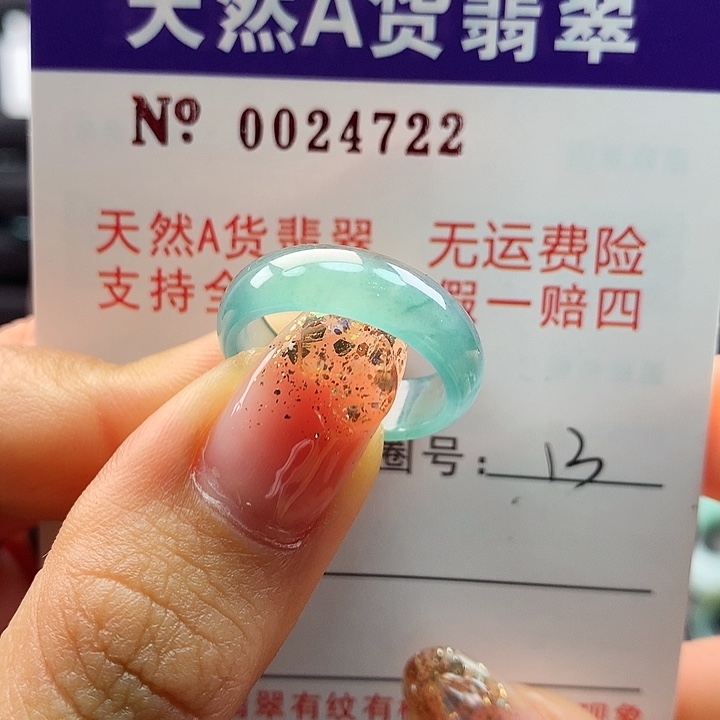 天然A货翡翠
Nº 0024722
天然A货翡翠 无运费险
支持全 假一赔四
圈号: 13
翡翠有纹有